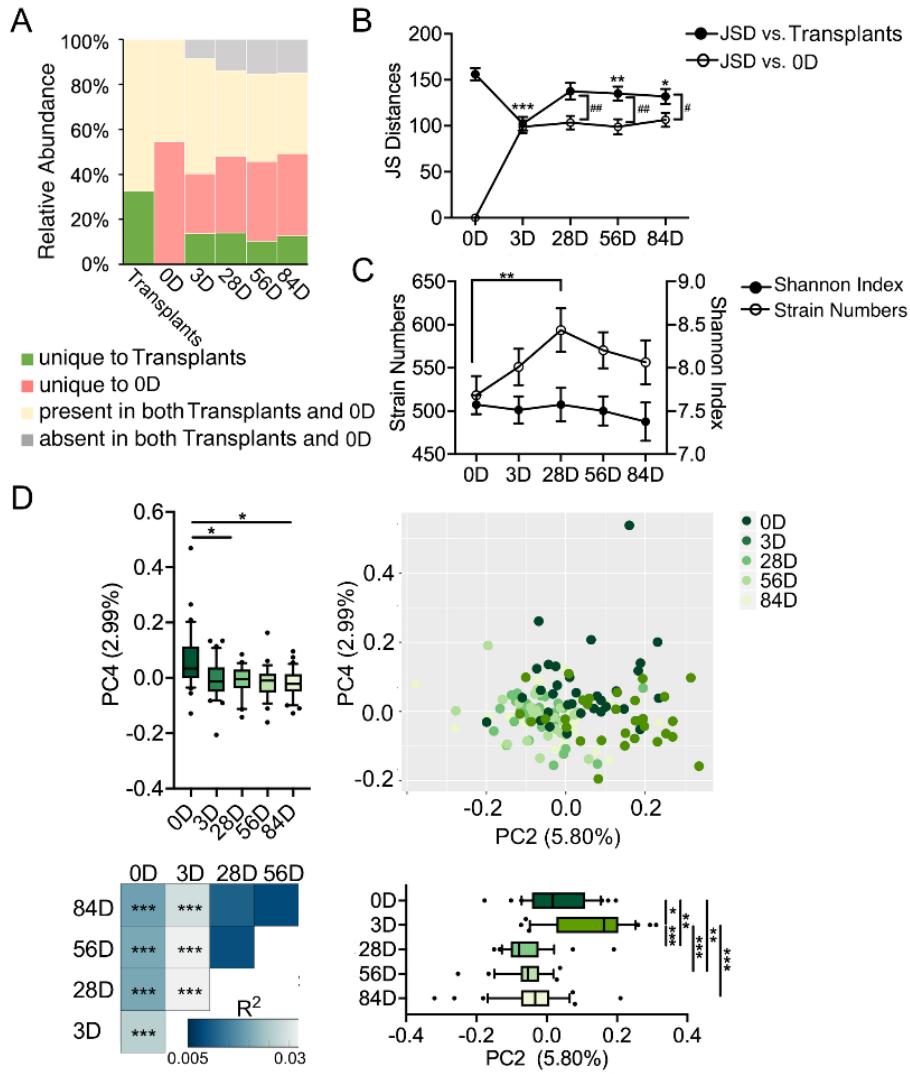 A
100%
80%
60%
40%
20%
0%
Relative Abundance
Transplants
0D
3D
28D
56D
84D
unique to Transplants
unique to 0D
present in both Transplants and 0D
absent in both Transplants and 0D
B
200
150
100
50
0
JS Distances
*** ** *
## ## #
0D 3D 28D 56D 84D
JSD vs. Transplants
JSD vs. 0D
C
650
600
550
500
450
Strain Numbers
**
9.0
8.5
8.0
7.5
7.0
Shannon Index
0D 3D 28D 56D 84D
Shannon Index
Strain Numbers
D
0.6
0.4
0.2
0.0
-0.2
-0.4
PC4 (2.99%)
*
*
0D
3D
28D
56D
84D
0.4
0.2
0.0
-0.2
PC4 (2.99%)
-0.2 0.0 0.2
PC2 (5.80%)
0D
3D
28D
56D
84D
0D 3D 28D 56D
84D *** ***
56D *** ***
28D *** ***
3D ***
R²
0.005 0.03
0D
3D
28D
56D
84D
* *** ** *** ** ***
-0.4 -0.2 0.0 0.2 0.4
PC2 (5.80%)